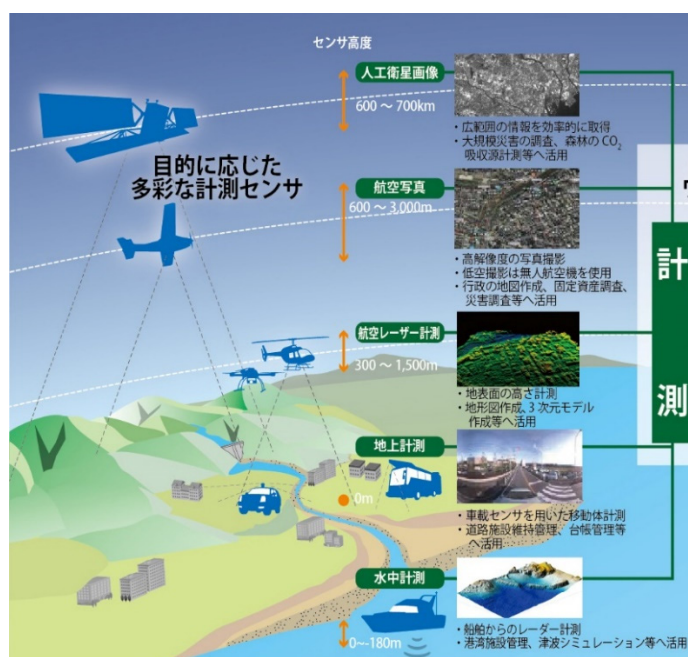 センサ高度
人工衛星画像
600 ～ 700km
・広範囲の情報を効率的に取得
・大規模災害の調査、森林の CO₂
吸収源計測等へ活用
目的に応じた
多彩な計測センサ
航空写真
600 ～ 3,000m
・高解像度の写真撮影
・低空撮影は無人航空機を使用
・行政の地図作成、固定資産調査、
災害調査等へ活用
計
測
航空レーザー計測
300 ～ 1,500m
・地表面の高さ計測
・地形図作成、3 次元モデル
作成等へ活用
地上計測
0m
・車載センサを用いた移動体計測
・道路施設維持管理、台帳管理等
へ活用
水中計測
0～-180m
・船舶からのレーダー計測
・港湾施設管理、津波シミュレーション等へ活用